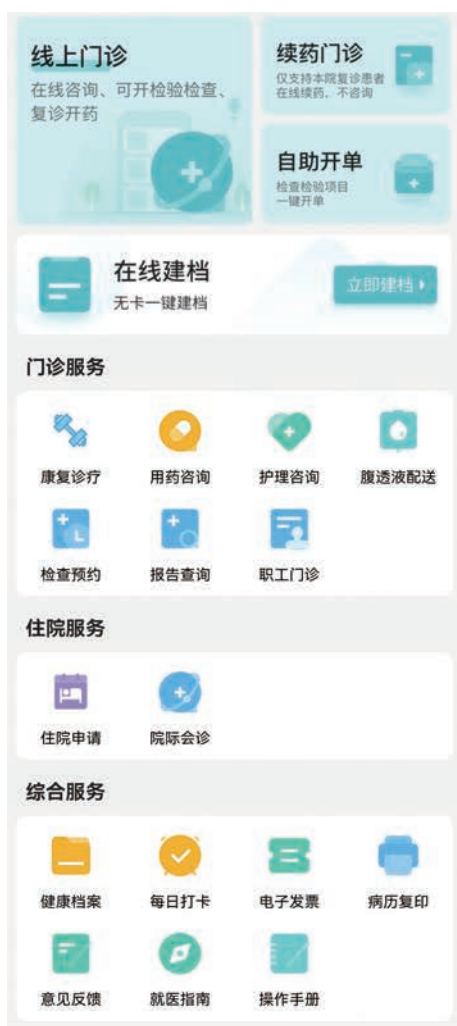 线上门诊
在线咨询、可开检验检查、
复诊开药
续药门诊
仅支持本院复诊患者
在线续药，不咨询
自助开单
检查检验项目
一键开单
在线建档
无卡一键建档
立即建档
门诊服务
康复诊疗
用药咨询
护理咨询
腹透液配送
检查预约
报告查询
职工门诊
住院服务
住院申请
院际会诊
综合服务
健康档案
每日打卡
电子发票
病历复印
意见反馈
就医指南
操作手册